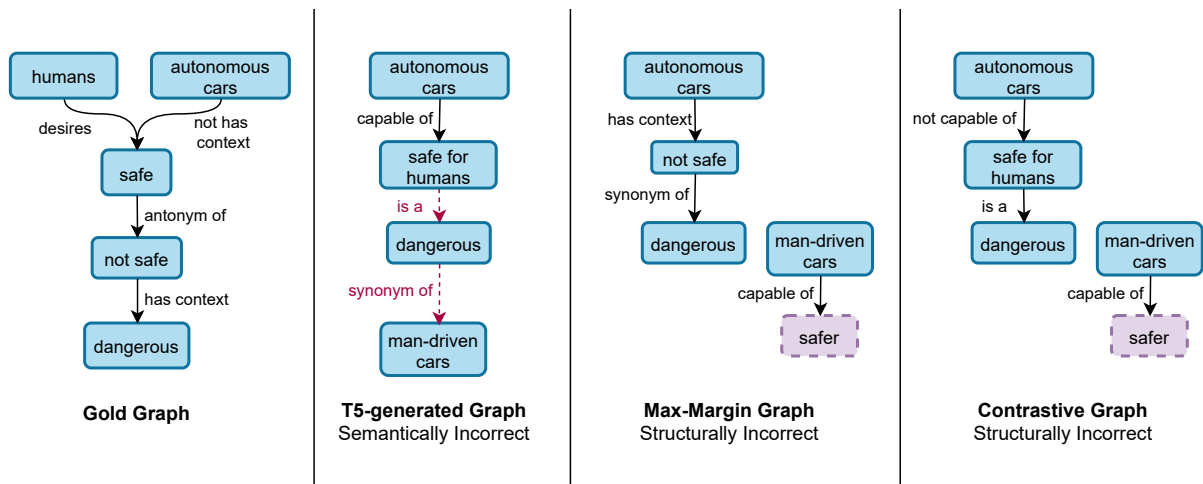 humans
autonomous
cars
desires
not has
context
safe
antonym of
not safe
has context
dangerous
Gold Graph
autonomous
cars
capable of
safe for
humans
is a
dangerous
synonym of
man-driven
cars
T5-generated Graph
Semantically Incorrect
autonomous
cars
has context
not safe
synonym of
dangerous
man-driven
cars
capable of
safer
Max-Margin Graph
Structurally Incorrect
autonomous
cars
not capable of
safe for
humans
is a
dangerous
man-driven
cars
capable of
safer
Contrastive Graph
Structurally Incorrect